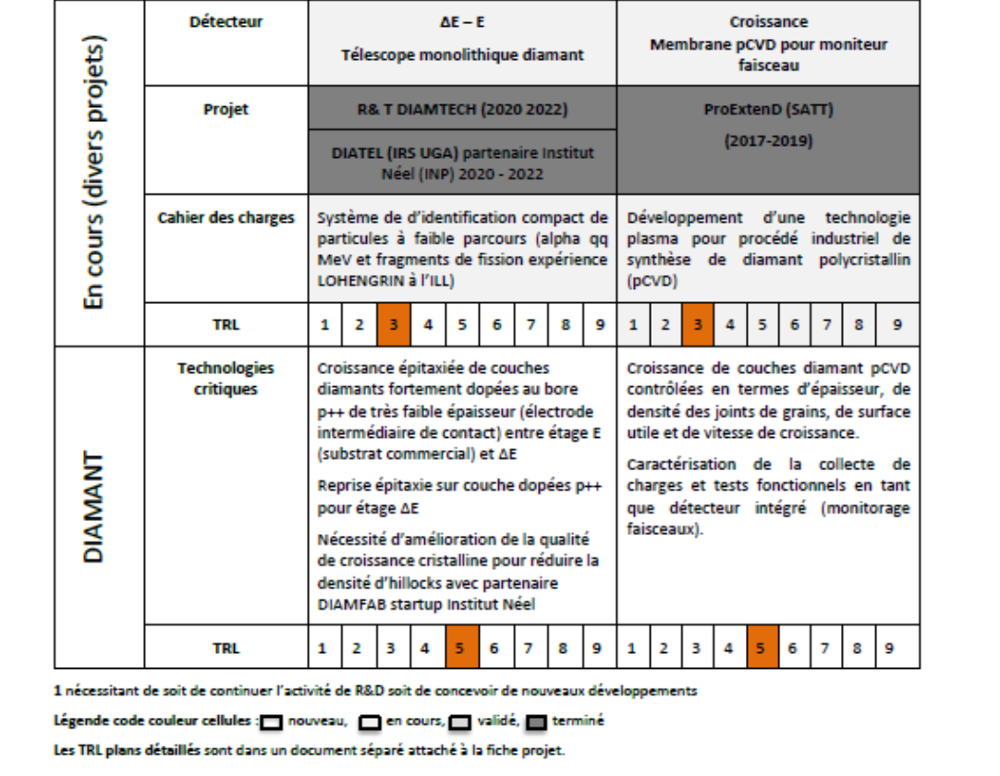 En cours (divers projets)
Détecteur
ΔE – E
Télescope monolithique diamant
Croissance
Membrane pCVD pour moniteur
faisceau
Projet
R& T DIAMTECH (2020 2022)
DIATEL (IRS UGA) partenaire Institut
Néel (INP) 2020 - 2022
ProExtenD (SATT)
(2017-2019)
Cahier des charges
Système de d’identification compact de
particules à faible parcours (alpha qq
MeV et fragments de fission expérience
LOHENGRIN à l’ILL)
Développement d’une technologie
plasma pour procédé industriel de
synthèse de diamant polycristallin
(pCVD)
TRL
1 2 3 4 5 6 7 8 9
1 2 3 4 5 6 7 8 9
DIAMANT
Technologies
critiques
Croissance épitaxiée de couches
diamants fortement dopées au bore
p++ de très faible épaisseur (électrode
intermédiaire de contact) entre étage E
(substrat commercial) et ΔE
Reprise épitaxie sur couche dopées p++
pour étage ΔE
Nécessité d’amélioration de la qualité
de croissance cristalline pour réduire la
densité d’hillocks avec partenaire
DIAMFAB startup Institut Néel
Croissance de couches diamant pCVD
contrôlées en termes d’épaisseur, de
densité des joints de grains, de surface
utile et de vitesse de croissance.
Caractérisation de la collecte de
charges et tests fonctionnels en tant
que détecteur intégré (monitorage
faisceaux).
TRL
1 2 3 4 5 6 7 8 9
1 2 3 4 5 6 7 8 9
1 nécessitant de soit de continuer l’activité de R&D soit de concevoir de nouveaux développements
Légende code couleur cellules : nouveau, en cours, validé, terminé
Les TRL plans détaillés sont dans un document séparé attaché à la fiche projet.